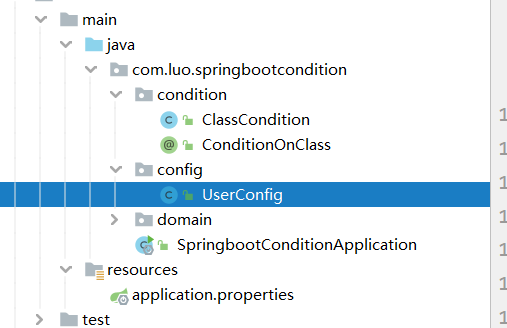 main
java
com.luo.springbootcondition
condition
ClassCondition
ConditionOnClass
config
UserConfig
domain
SpringbootConditionApplication
resources
application.properties
test